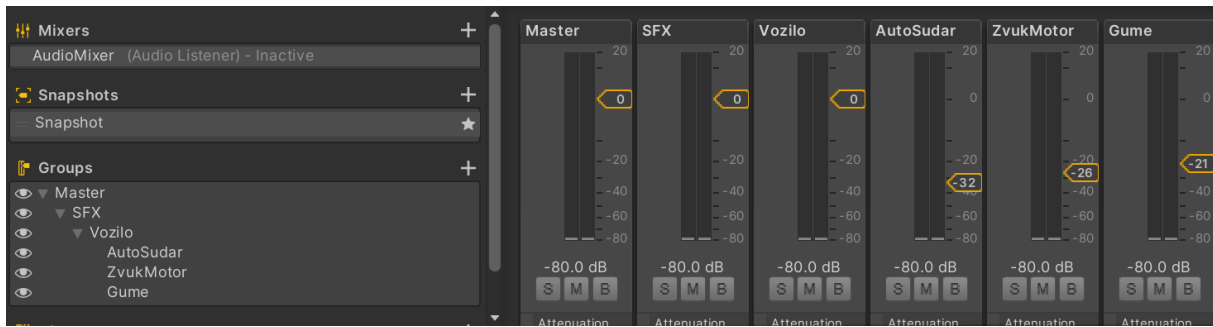 Mixers
AudioMixer (Audio Listener) - Inactive
Snapshots
Snapshot
Groups
Master
SFX
Vozilo
AutoSudar
ZvukMotor
Gume
Master SFX Vozilo AutoSudar ZvukMotor Gume
20 20 20 20 20 20
0 0 0 0 0 0
-20 -20 -20 -20 -20 -21
-32 -26
-40 -40 -40 -40 -40 -40
-60 -60 -60 -60 -60 -60
-80 -80 -80 -80 -80 -80
-80.0 dB -80.0 dB -80.0 dB -80.0 dB -80.0 dB -80.0 dB
S M B S M B S M B S M B S M B S M B
Attenuation Attenuation Attenuation Attenuation Attenuation Attenuation